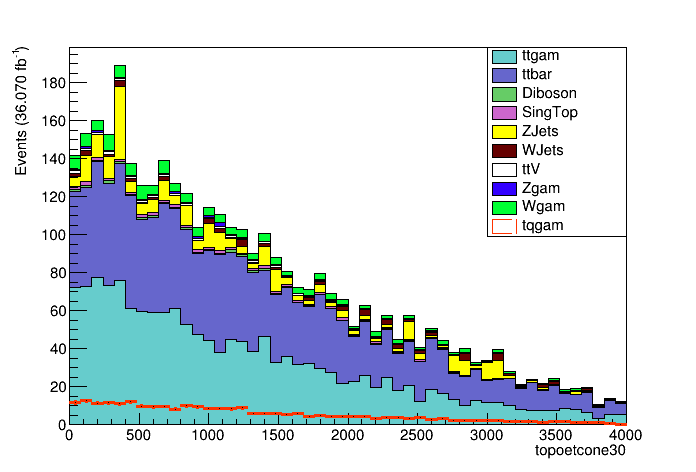 Events (36.070 fb⁻¹)
180
160
140
120
100
80
60
40
20
0
ttgam
ttbar
Diboson
SingTop
ZJets
WJets
ttV
Zgam
Wgam
tqgam
0 500 1000 1500 2000 2500 3000 3500 4000
topoetcone30